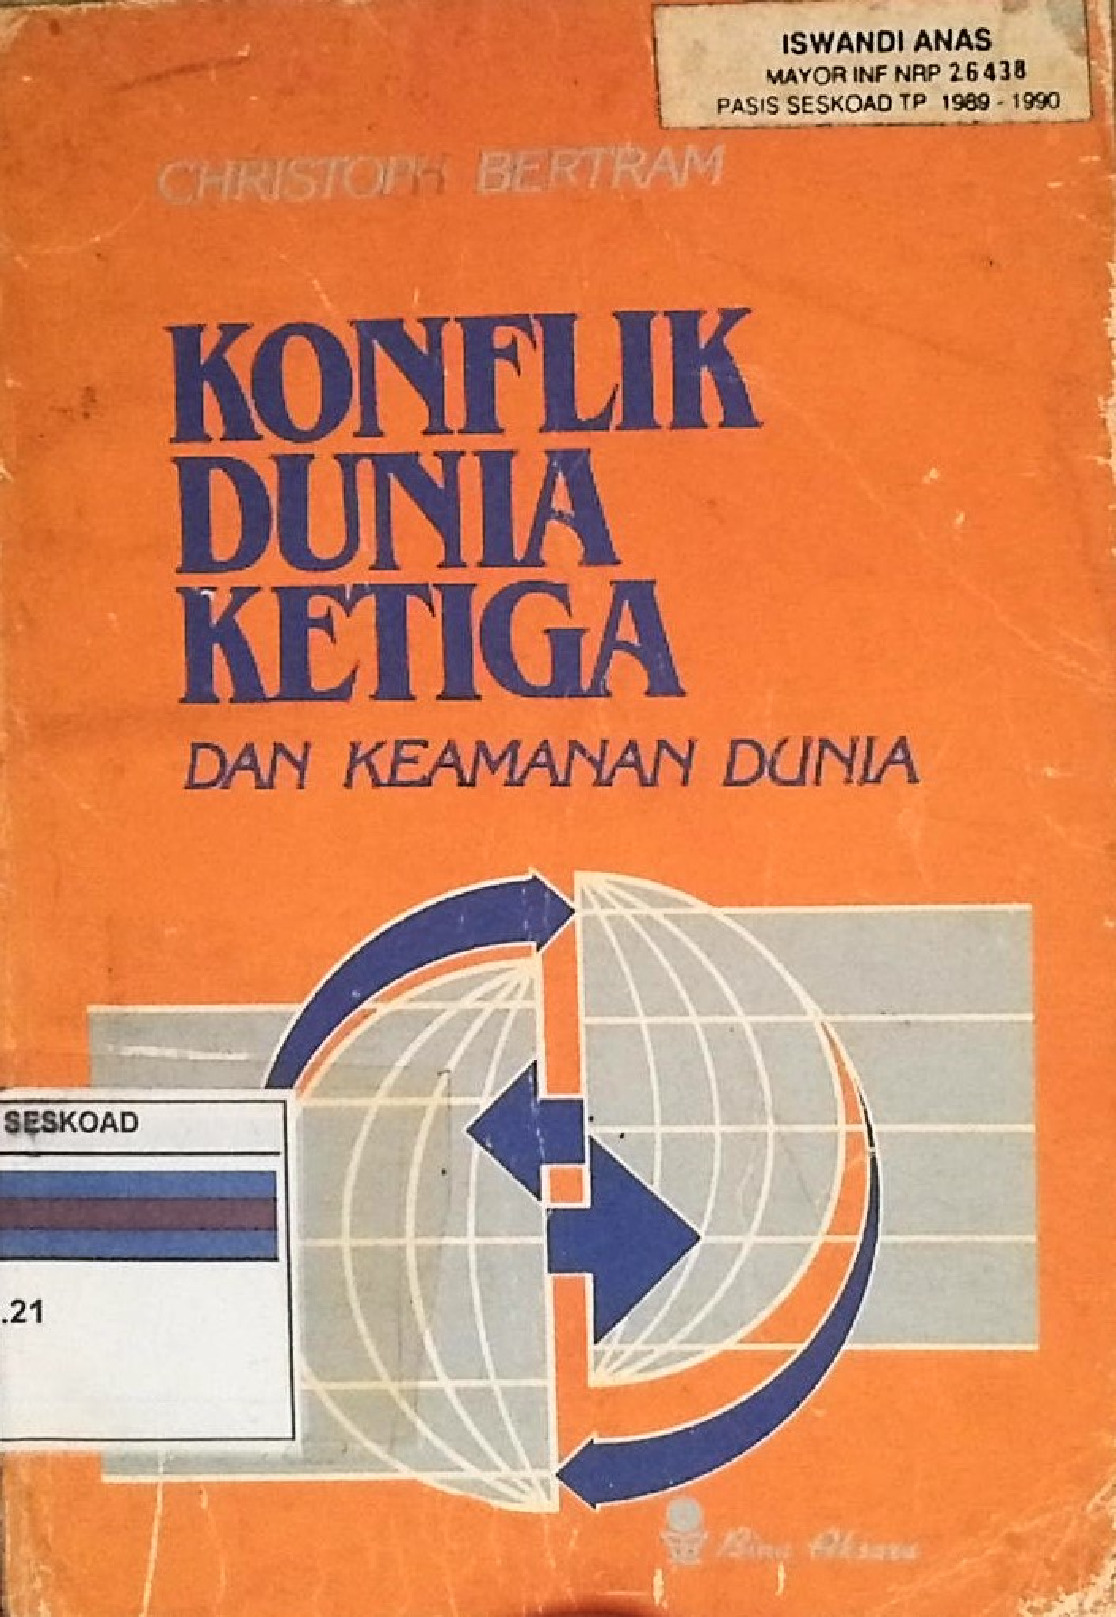 ISWANDI ANAS
MAYOR INF NRP 26438
PASIS SESKOAD TP 1989 - 1990
CHRISTOPH BERTRAM
KONFLIK
DUNIA
KETIGA
DAN KEAMANAN DUNIA
SESKOAD
.21
Bina Aksara